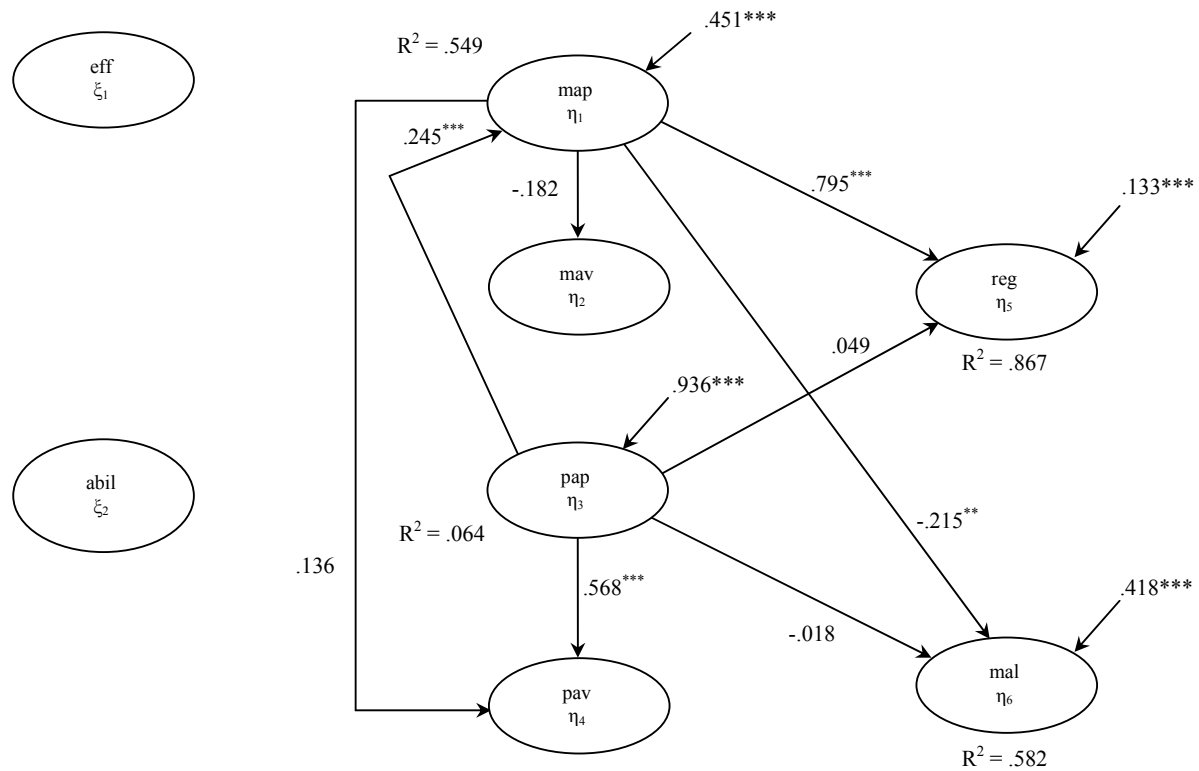 .451***
R² = .549
eff
ξ₁
map
η₁
.245***
-.182
.795***
.133***
mav
η₂
reg
η₅
.049
R² = .867
.936***
abil
ξ₂
pap
η₃
R² = .064
-.215**
.136
.568***
-.018
.418***
pav
η₄
mal
η₆
R² = .582